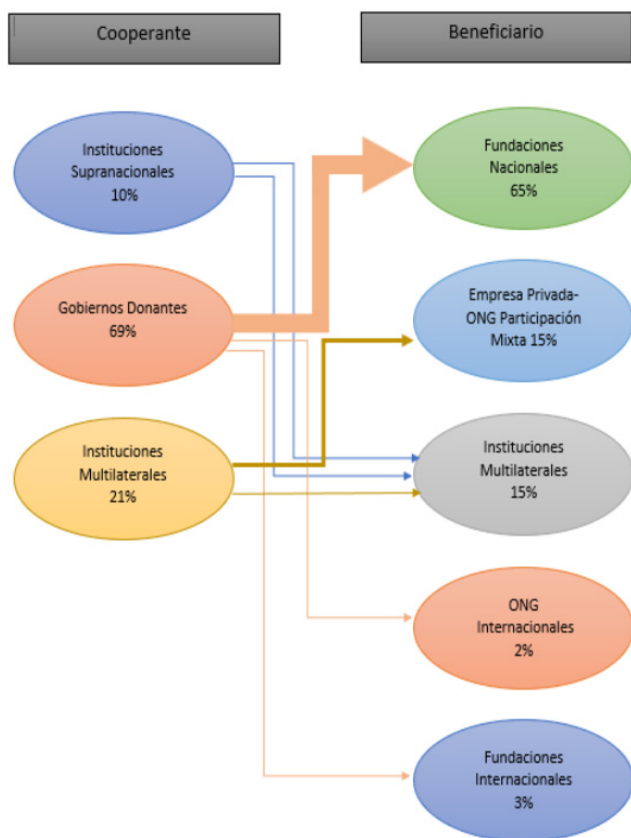 Cooperante
Beneficiario
Instituciones
Supranacionales
10%
Fundaciones
Nacionales
65%
Gobiernos Donantes
69%
Empresa Privada-
ONG Participación
Mixta 15%
Instituciones
Multilaterales
21%
Instituciones
Multilaterales
15%
ONG
Internacionales
2%
Fundaciones
Internacionales
3%